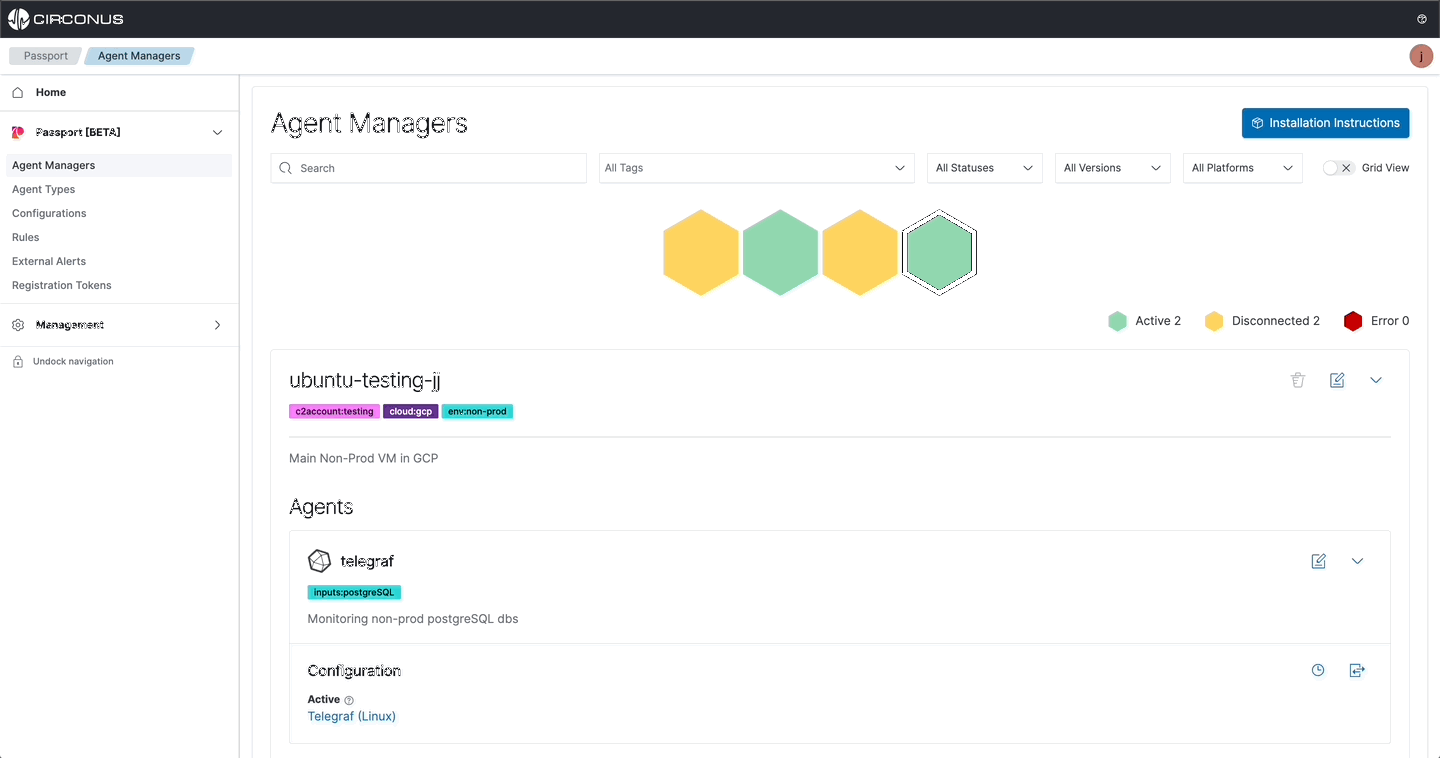 CIRCONUS
Passport
Agent Managers
j
Home
Passport [BETA]
Agent Managers
Agent Types
Configurations
Rules
External Alerts
Registration Tokens
Management
Undock navigation
Agent Managers
Installation Instructions
Search
All Tags
All Statuses
All Versions
All Platforms
Grid View
Active 2
Disconnected 2
Error 0
ubuntu-testing-jj
c2account:testing cloud:gcp env:non-prod
Main Non-Prod VM in GCP
Agents
telegraf
inputs:postgreSQL
Monitoring non-prod postgreSQL dbs
Configuration
Active
Telegraf (Linux)